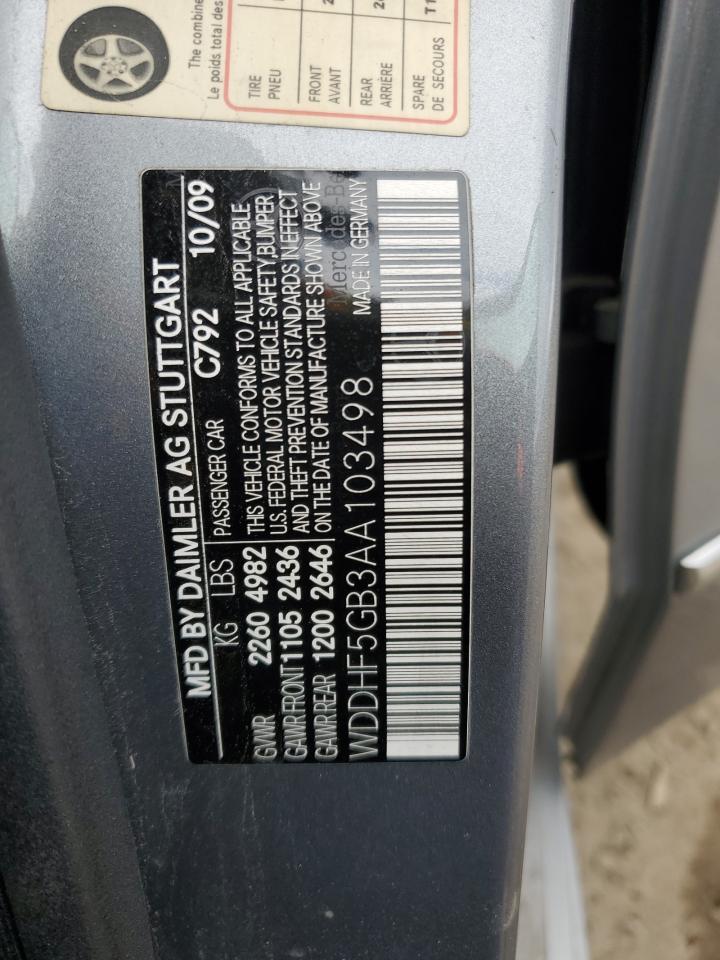 The combine
Le poids total des
TIRE
PNEU
FRONT
AVANT
REAR
ARRIÈRE
SPARE
DE SECOURS
T1
MFD BY DAIMLER AG STUTTGART 10/09
KG LBS PASSENGER CAR C792
GVWR 2260 4982 THIS VEHICLE CONFORMS TO ALL APPLICABLE
GAWR FRONT 1105 2436 U.S. FEDERAL MOTOR VEHICLE SAFETY, BUMPER
GAWR REAR 1200 2646 AND THEFT PREVENTION STANDARDS IN EFFECT
ON THE DATE OF MANUFACTURE SHOWN ABOVE
Mercedes-Be
WDDHF5GB3AA103498 MADE IN GERMANY